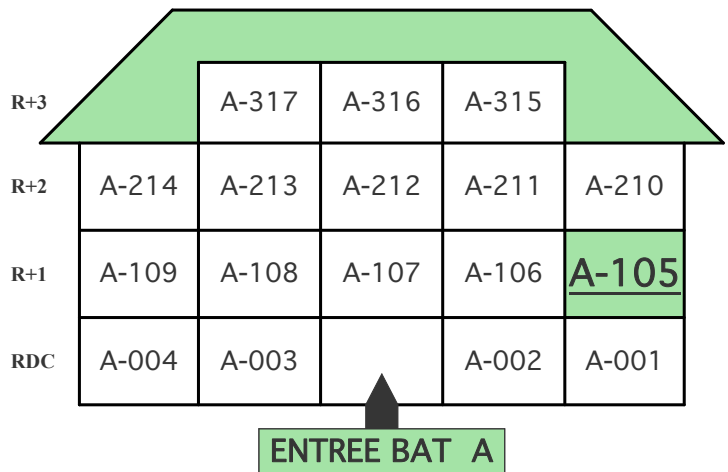 R+3 A-317 A-316 A-315
R+2 A-214 A-213 A-212 A-211 A-210
R+1 A-109 A-108 A-107 A-106 A-105
RDC A-004 A-003 A-002 A-001
ENTREE BAT A